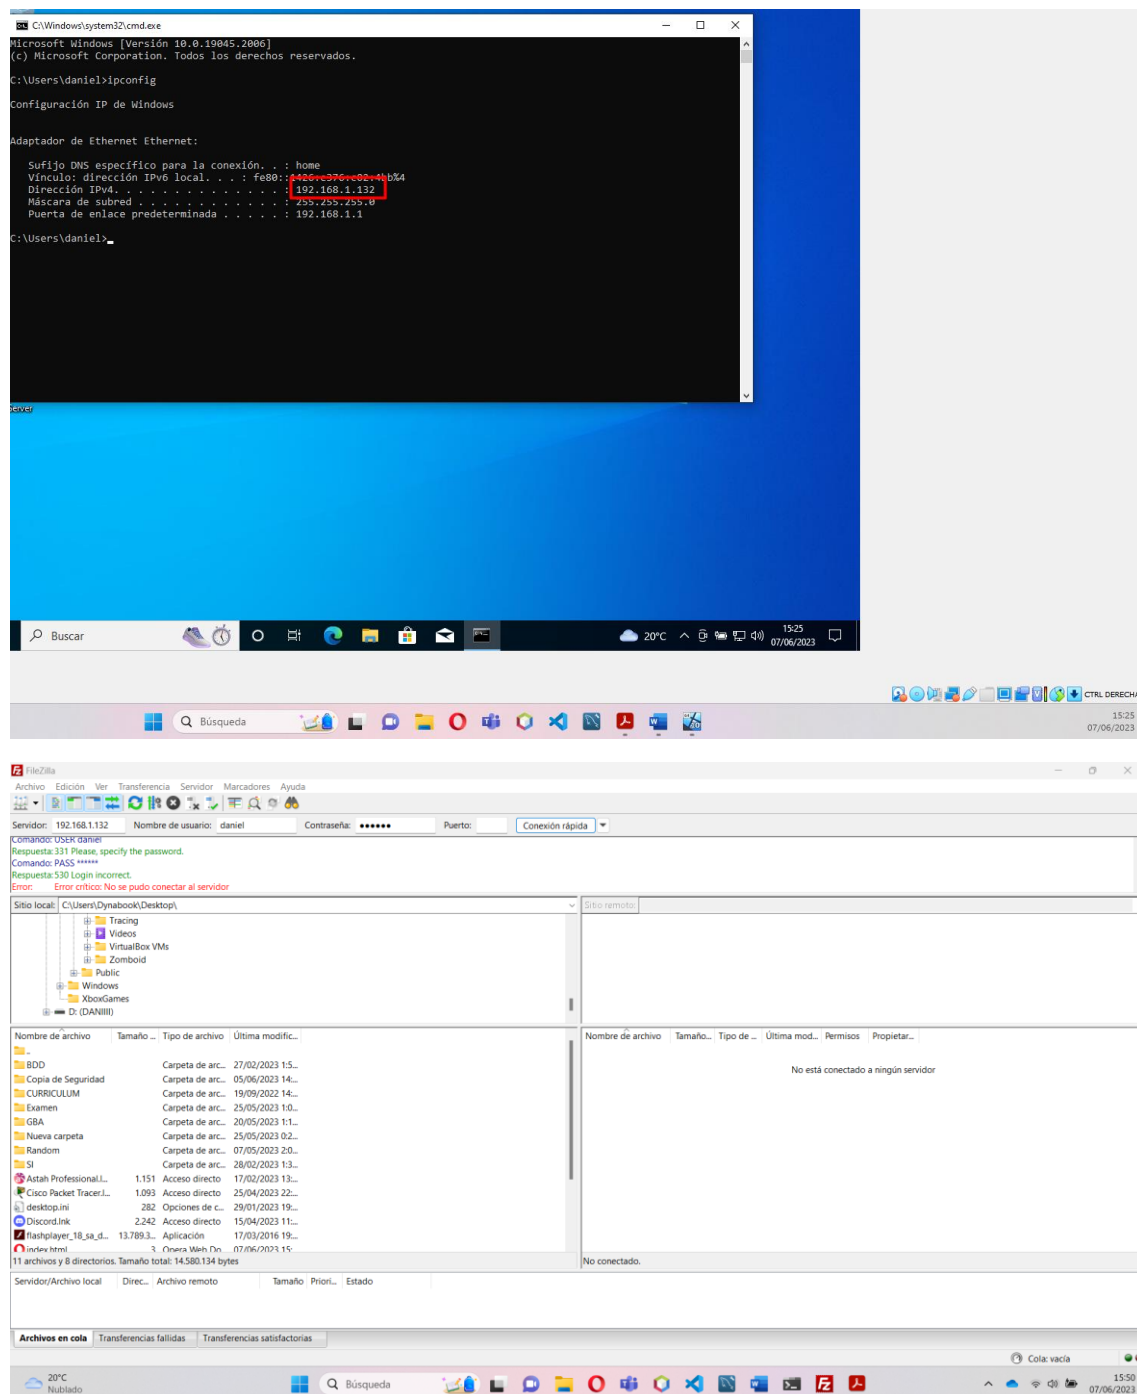 C:\Windows\system32\cmd.exe
Microsoft Windows [Versión 10.0.19045.2006]
(c) Microsoft Corporation. Todos los derechos reservados.
C:\Users\daniel>ipconfig
Configuración IP de Windows
Adaptador de Ethernet Ethernet:
Sufijo DNS específico para la conexión. . : home
Vínculo: dirección IPv6 local. . . : fe80::
Dirección IPv4. . . . . . . . . . . . . . : 192.168.1.132
Máscara de subred . . . . . . . . . . . . : 255.255.255.0
Puerta de enlace predeterminada . . . . . : 192.168.1.1
C:\Users\daniel>
Server
Buscar
20°C
15:25
07/06/2023
CTRL DERECHA
Búsqueda
15:25
07/06/2023
FileZilla
Archivo Edición Ver Transferencia Servidor Marcadores Ayuda
Servidor: 192.168.1.132 Nombre de usuario: daniel Contraseña: ●●●●●● Puerto: Conexión rápida
Comando: USER daniel
Respuesta: 331 Please, specify the password.
Comando: PASS ******
Respuesta: 530 Login incorrect.
Error: Error crítico: No se pudo conectar al servidor
Sitio local: C:\Users\Dynabook\Desktop\
Sitio remoto:
Tracing
Videos
VirtualBox VMs
Zomboid
Public
Windows
XboxGames
D: (DANIIII)
Nombre de archivo Tamaño ... Tipo de archivo Última modific...
..
BDD Carpeta de arc... 27/02/2023 1:5...
Copia de Seguridad Carpeta de arc... 05/06/2023 14:...
CURRICULUM Carpeta de arc... 19/09/2022 14:...
Examen Carpeta de arc... 25/05/2023 1:0...
GBA Carpeta de arc... 20/05/2023 1:1...
Nueva carpeta Carpeta de arc... 25/05/2023 0:2...
Random Carpeta de arc... 07/05/2023 2:0...
SI Carpeta de arc... 28/02/2023 1:3...
Astah Professional.l... 1.151 Acceso directo 17/02/2023 13:...
Cisco Packet Tracer.l... 1.093 Acceso directo 25/04/2023 22:...
desktop.ini 282 Opciones de c... 29/01/2023 19:...
Discord.lnk 2.242 Acceso directo 15/04/2023 11:...
flashplayer_18_sa_d... 13.789.3... Aplicación 17/03/2016 19:...
index.html 3 Opera Web Do... 07/06/2023 15:...
11 archivos y 8 directorios. Tamaño total: 14.580.134 bytes
Nombre de archivo Tamaño... Tipo de ... Última mod... Permisos Propietar...
No está conectado a ningún servidor
No conectado.
Servidor/Archivo local Direc... Archivo remoto Tamaño Priori... Estado
Archivos en cola Transferencias fallidas Transferencias satisfactorias
Cola: vacía
20°C
Nublado
Búsqueda
15:50
07/06/2023